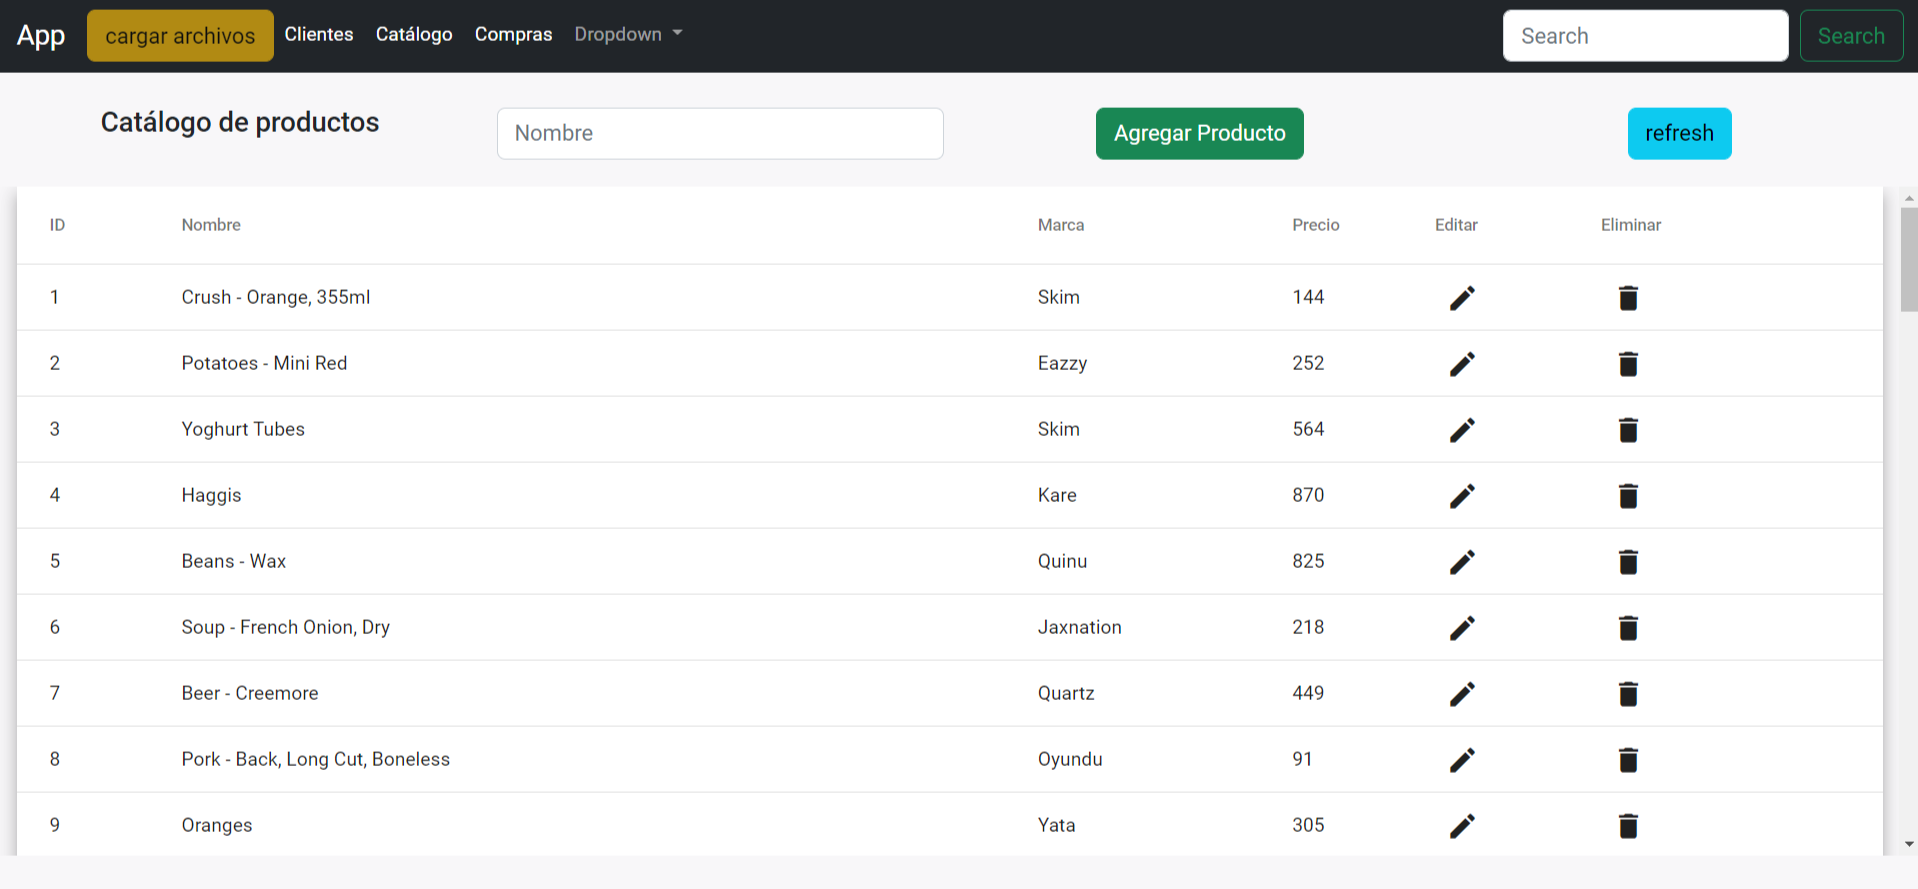 App cargar archivos Clientes Catálogo Compras Dropdown Search Search
Catálogo de productos Nombre Agregar Producto refresh
ID Nombre Marca Precio Editar Eliminar
1 Crush - Orange, 355ml Skim 144
2 Potatoes - Mini Red Eazzy 252
3 Yoghurt Tubes Skim 564
4 Haggis Kare 870
5 Beans - Wax Quinu 825
6 Soup - French Onion, Dry Jaxnation 218
7 Beer - Creemore Quartz 449
8 Pork - Back, Long Cut, Boneless Oyundu 91
9 Oranges Yata 305